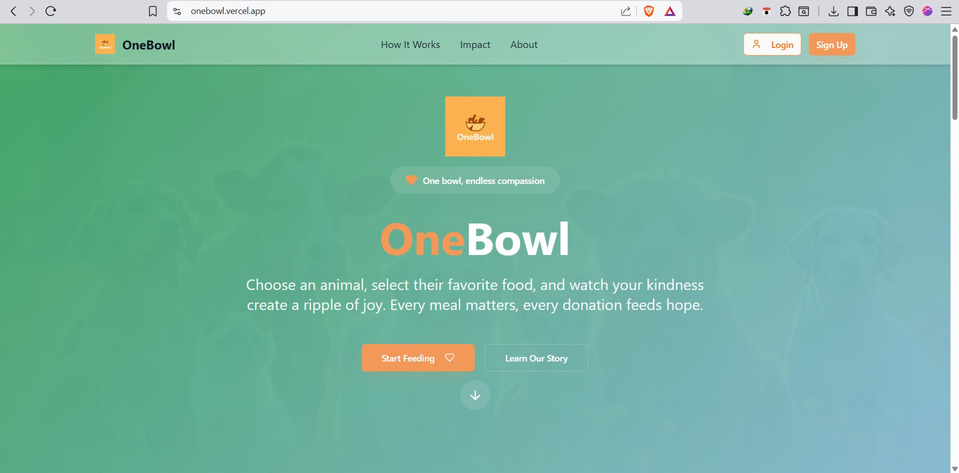 onebowl.vercel.app
OneBowl
How It Works
Impact
About
Login
Sign Up
OneBowl
One bowl, endless compassion
OneBowl
Choose an animal, select their favorite food, and watch your kindness
create a ripple of joy. Every meal matters, every donation feeds hope.
Start Feeding
Learn Our Story